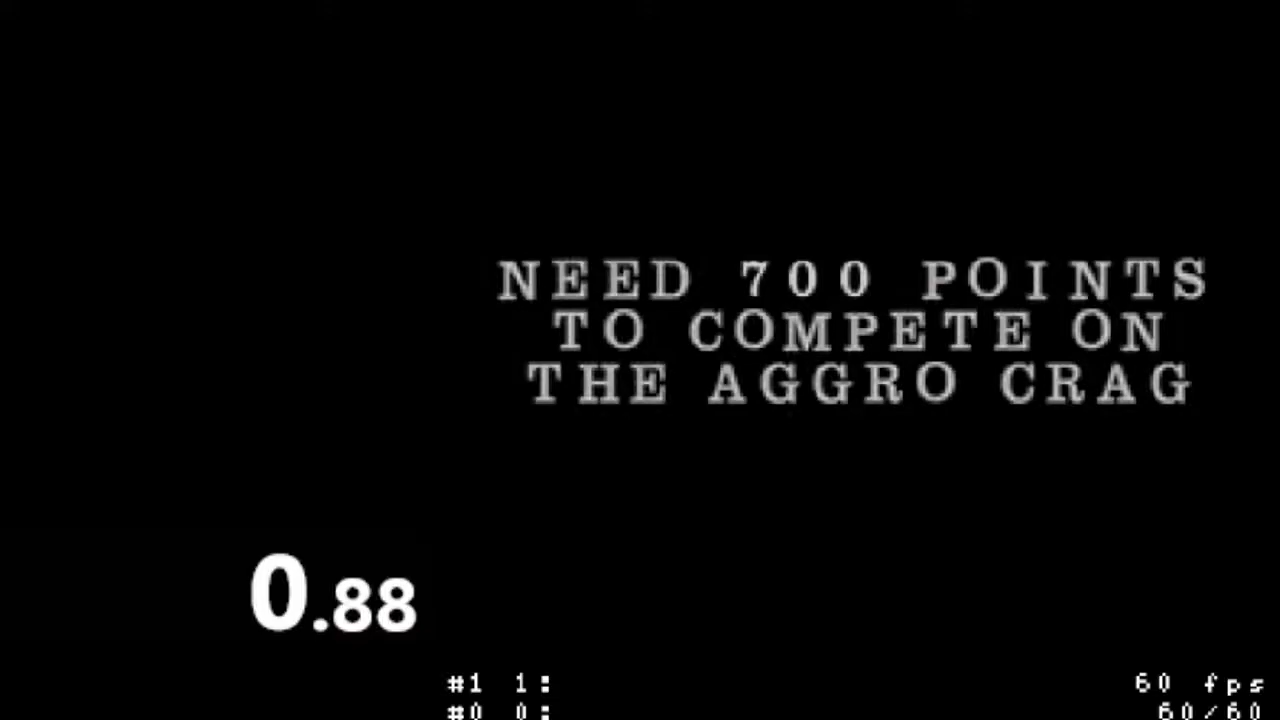 NEED 700 POINTS
TO COMPETE ON
THE AGGRO CRAG
0.88
#1 1: 60 fps
#0 0: 60/60